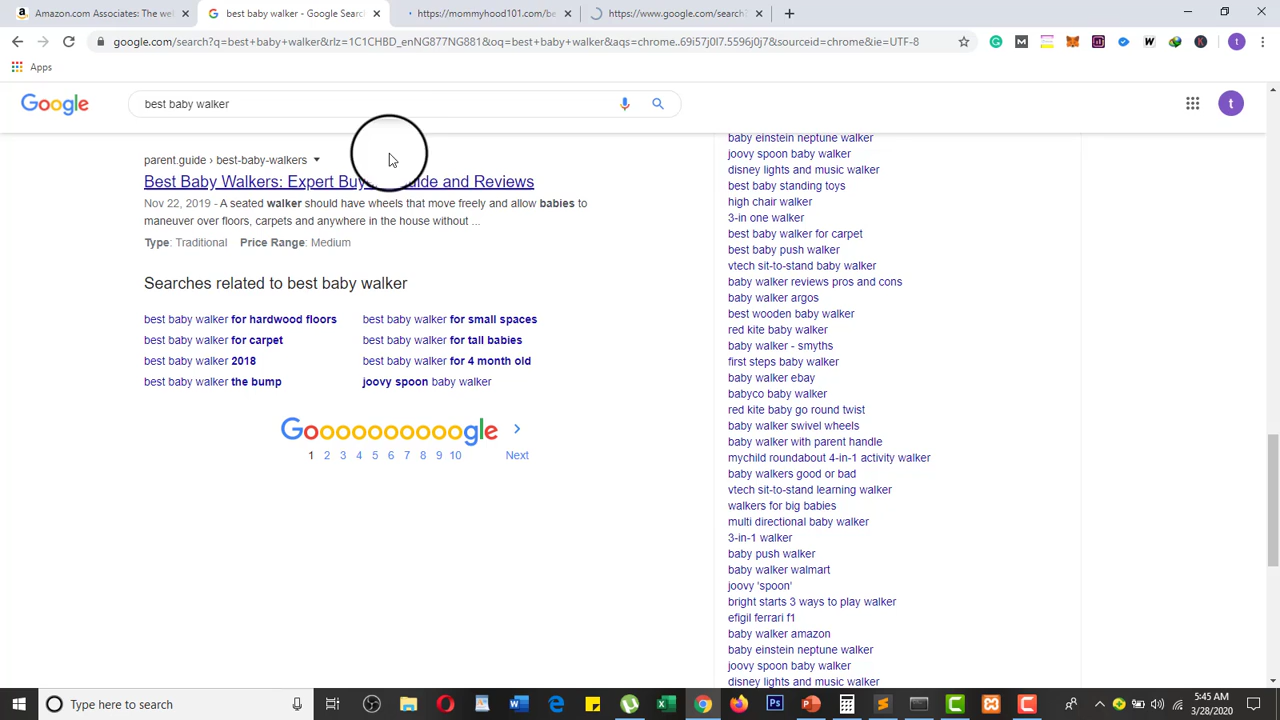 Amazon.com Associates: The wel
best baby walker - Google Searc
https://mommyhood101.com/be
https://www.google.com/search?
google.com/search?q=best+baby+walker&rlz=1C1CHBD_enNG877NG881&oq=best+baby+walker&aqs=chrome..69i57j0l7.5596j0j7&sourceid=chrome&ie=UTF-8
Apps
Google
best baby walker
t
parent.guide › best-baby-walkers
Best Baby Walkers: Expert Buy Guide and Reviews
Nov 22, 2019 - A seated walker should have wheels that move freely and allow babies to
maneuver over floors, carpets and anywhere in the house without ...
Type: Traditional Price Range: Medium
Searches related to best baby walker
best baby walker for hardwood floors
best baby walker for small spaces
best baby walker for carpet
best baby walker for tall babies
best baby walker 2018
best baby walker for 4 month old
best baby walker the bump
joovy spoon baby walker
Goooooooooogle
1 2 3 4 5 6 7 8 9 10 Next
baby einstein neptune walker
joovy spoon baby walker
disney lights and music walker
best baby standing toys
high chair walker
3-in one walker
best baby walker for carpet
best baby push walker
vtech sit-to-stand baby walker
baby walker reviews pros and cons
baby walker argos
best wooden baby walker
red kite baby walker
baby walker - smyths
first steps baby walker
baby walker ebay
babyco baby walker
red kite baby go round twist
baby walker swivel wheels
baby walker with parent handle
mychild roundabout 4-in-1 activity walker
baby walkers good or bad
vtech sit-to-stand learning walker
walkers for big babies
multi directional baby walker
3-in-1 walker
baby push walker
baby walker walmart
joovy 'spoon'
bright starts 3 ways to play walker
efigil ferrari f1
baby walker amazon
baby einstein neptune walker
joovy spoon baby walker
disney lights and music walker
Type here to search
5:45 AM
3/28/2020